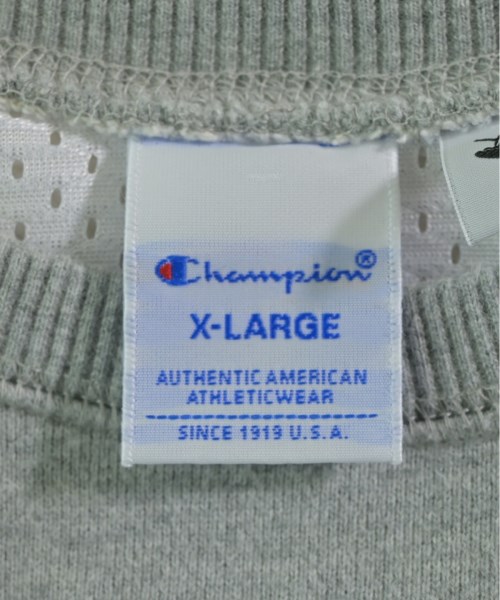 Champion®
X-LARGE
AUTHENTIC AMERICAN
ATHLETICWEAR
SINCE 1919 U.S.A.